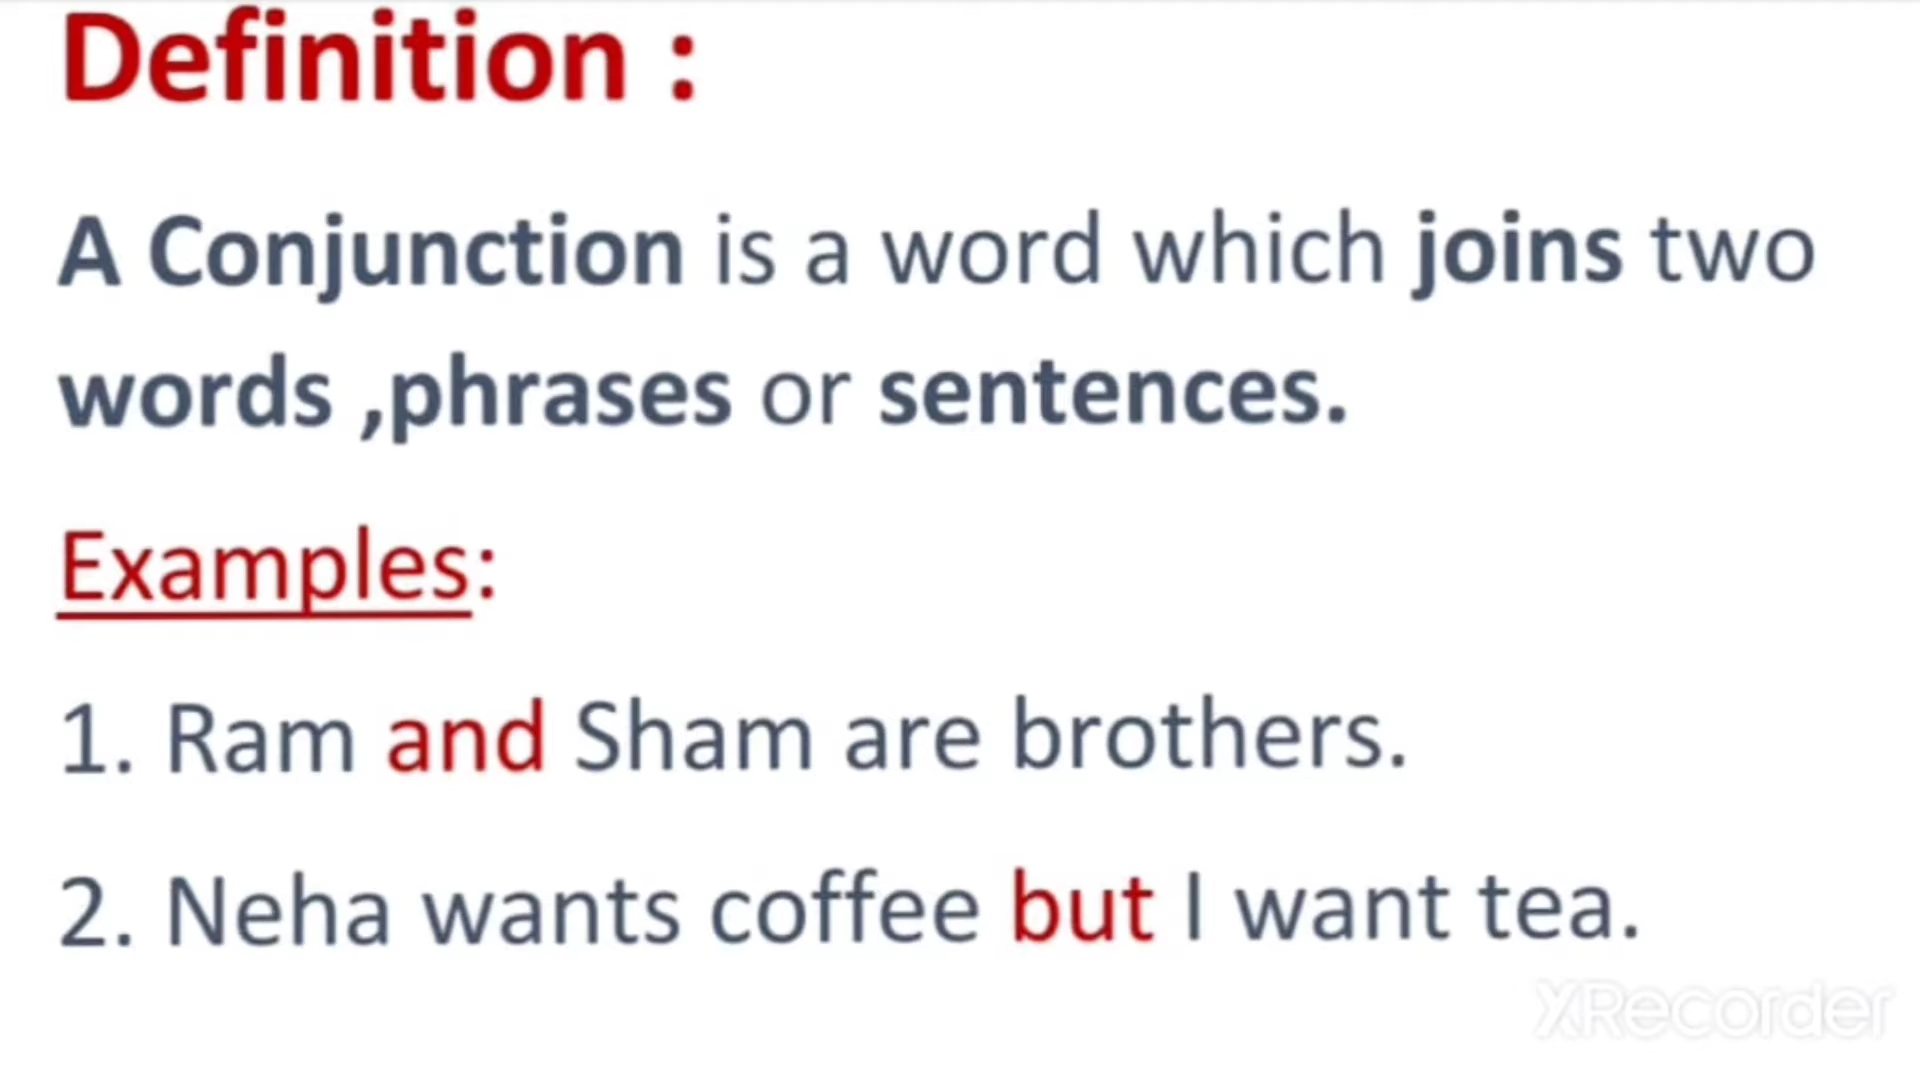 Definition :
A Conjunction is a word which joins two
words ,phrases or sentences.
Examples:
1. Ram and Sham are brothers.
2. Neha wants coffee but I want tea.
XRecorder